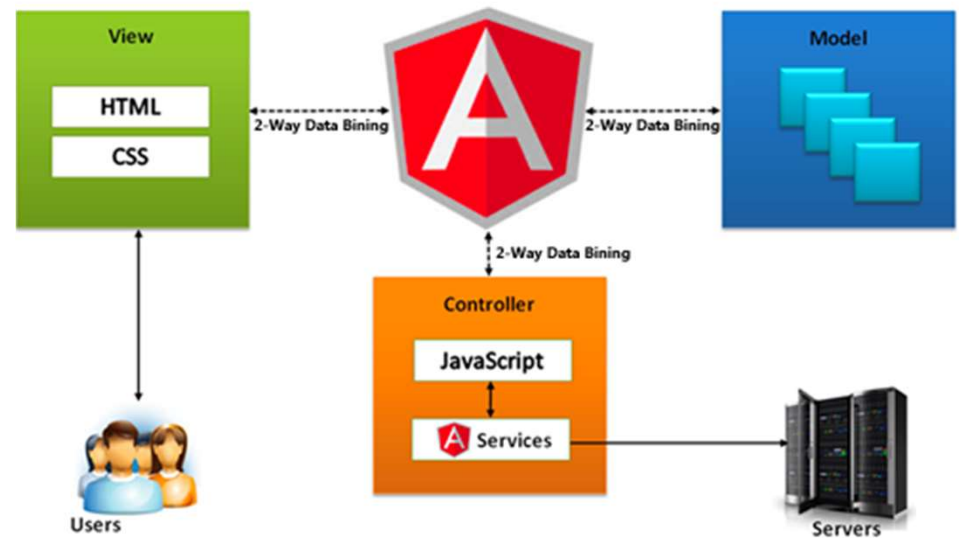 View
HTML
CSS
2-Way Data Bining
A
2-Way Data Bining
Model
2-Way Data Bining
Controller
JavaScript
A Services
Users
Servers